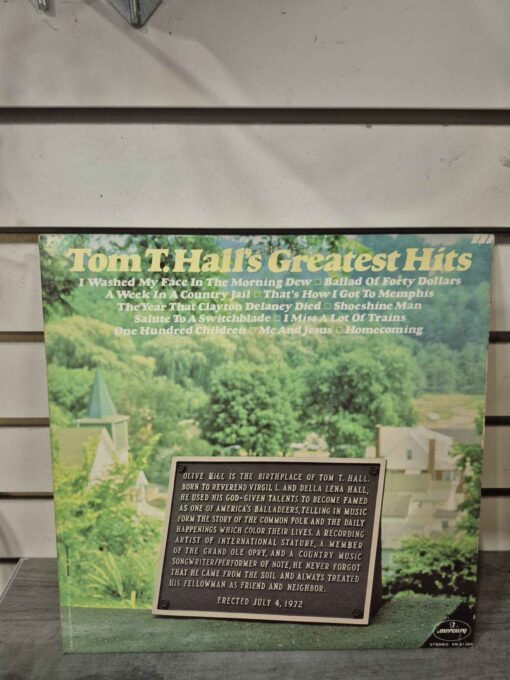 Tom T. Hall's Greatest Hits
I Washed My Face In The Morning Dew □ Ballad Of Forty Dollars
A Week In A Country Jail □ That's How I Got To Memphis
The Year That Clayton Delaney Died □ Shoeshine Man
Salute To A Switchblade □ I Miss A Lot Of Trains
One Hundred Children □ Me And Jesus □ Homecoming
OLIVE HILL IS THE BIRTHPLACE OF TOM T. HALL.
BORN TO REVEREND VIRGIL L. AND DELLA LENA HALL,
HE USED HIS GOD-GIVEN TALENTS TO BECOME FAMED
AS ONE OF AMERICA'S BALLADEERS, TELLING IN MUSIC
FORM THE STORY OF THE COMMON FOLK AND THE DAILY
HAPPENINGS WHICH COLOR THEIR LIVES. A RECORDING
ARTIST OF INTERNATIONAL STATURE, A MEMBER
OF THE GRAND OLE OPRY, AND A COUNTRY MUSIC
SONGWRITER/PERFORMER OF NOTE, HE NEVER FORGOT
THAT HE CAME FROM THE SOIL AND ALWAYS TREATED
HIS FELLOWMAN AS FRIEND AND NEIGHBOR.
ERECTED JULY 4, 1972
mercury
STEREO SR 61369